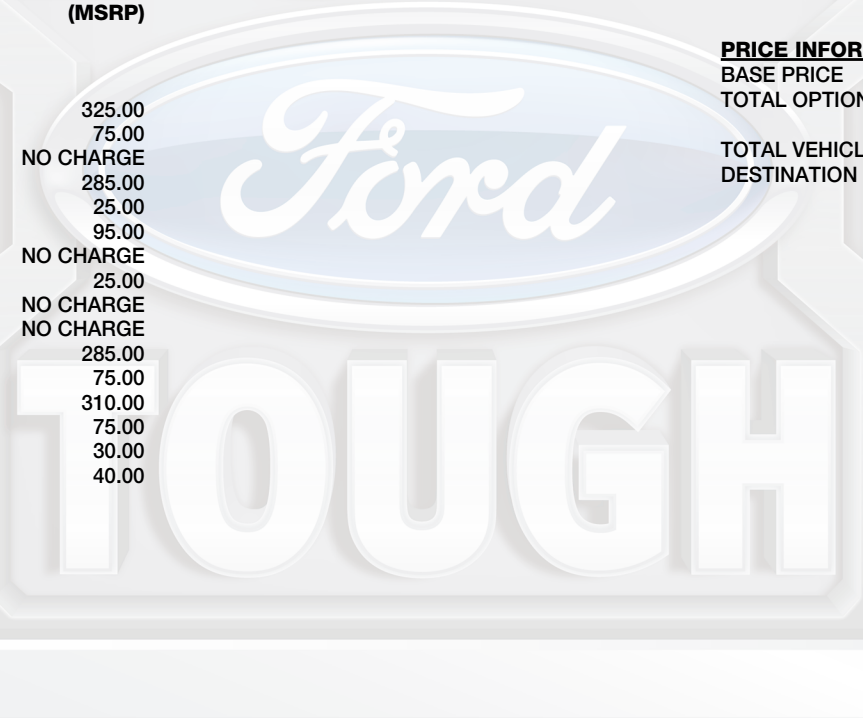 (MSRP)
325.00
75.00
NO CHARGE
285.00
25.00
95.00
NO CHARGE
25.00
NO CHARGE
NO CHARGE
285.00
75.00
310.00
75.00
30.00
40.00
PRICE INFOR
BASE PRICE
TOTAL OPTION
TOTAL VEHICL
DESTINATION
Ford
TOUGH